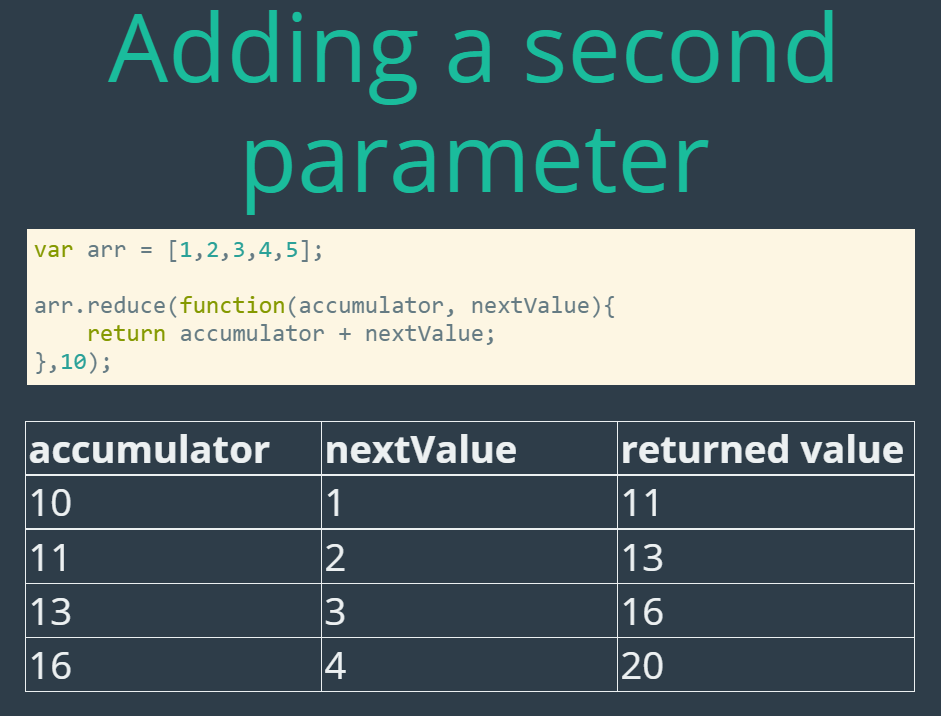 Adding a second
parameter
var arr = [1,2,3,4,5];
arr.reduce(function(accumulator, nextValue){
    return accumulator + nextValue;
},10);
accumulator nextValue returned value
10 1 11
11 2 13
13 3 16
16 4 20